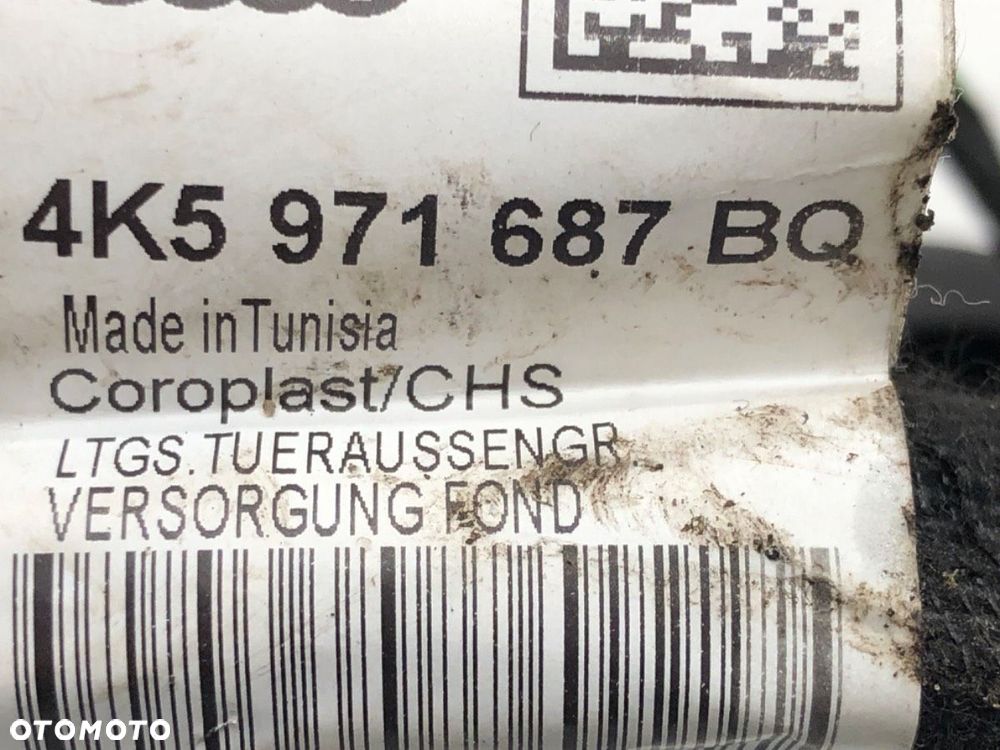 4K5 971 687 BQ
Made in Tunisia
Coroplast/CHS
LTGS.TUERAUSSENGR.
VERSORGUNG FOND
OTOMOTO